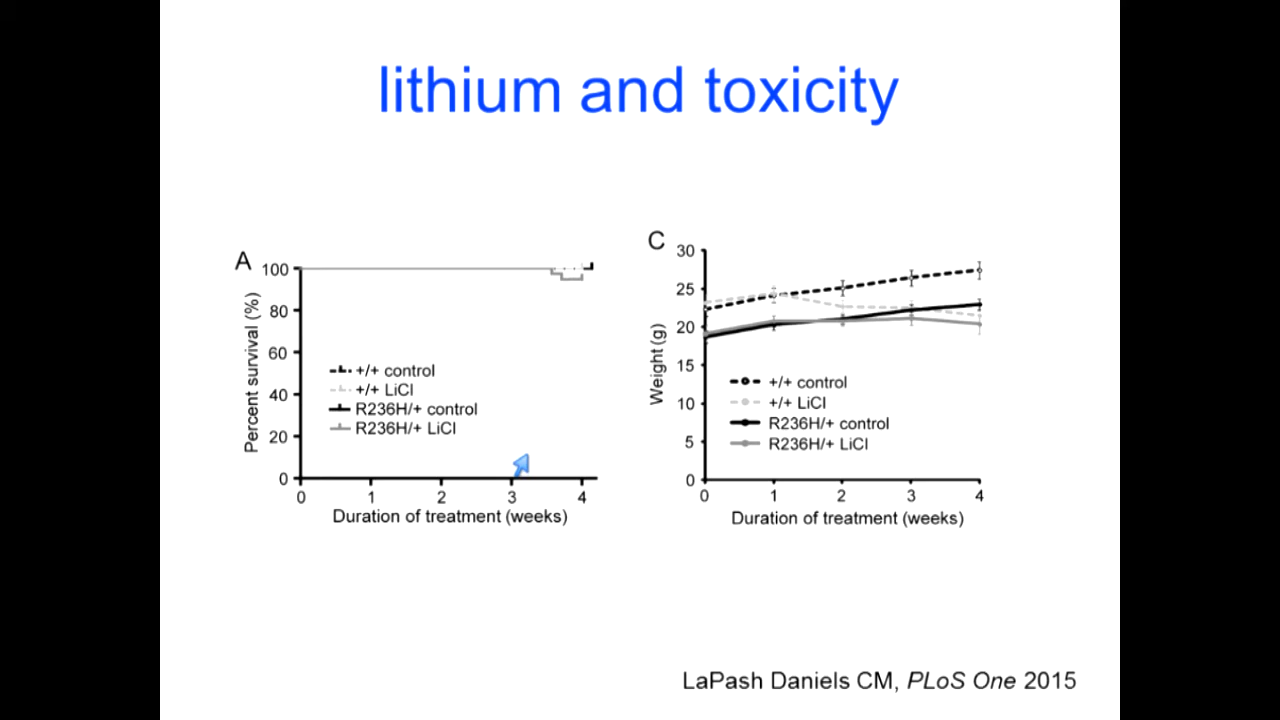 lithium and toxicity
A
100
80
60
40
20
0
Percent survival (%)
+/+ control
+/+ LiCl
R236H/+ control
R236H/+ LiCl
0 1 2 3 4
Duration of treatment (weeks)
C
30
25
20
15
10
5
0
Weight (g)
+/+ control
+/+ LiCl
R236H/+ control
R236H/+ LiCl
0 1 2 3 4
Duration of treatment (weeks)
LaPash Daniels CM, PLoS One 2015